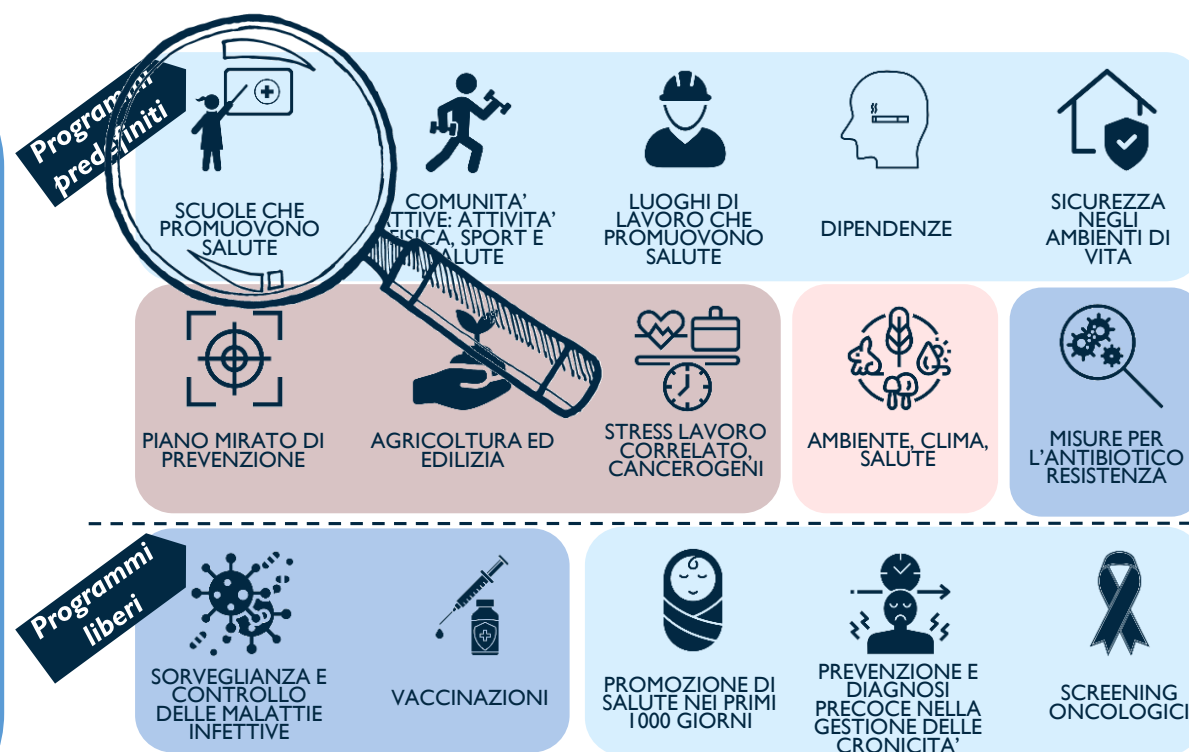 Programmi
predefiniti
SCUOLE CHE
PROMUOVONO
SALUTE
COMUNITA'
ATTIVE: ATTIVITA'
FISICA, SPORT E
SALUTE
LUOGHI DI
LAVORO CHE
PROMUOVONO
SALUTE
DIPENDENZE
SICUREZZA
NEGLI
AMBIENTI DI
VITA
PIANO MIRATO DI
PREVENZIONE
AGRICOLTURA ED
EDILIZIA
STRESS LAVORO
CORRELATO,
CANCEROGENI
AMBIENTE, CLIMA,
SALUTE
MISURE PER
L'ANTIBIOTICO
RESISTENZA
Programmi
liberi
SORVEGLIANZA E
CONTROLLO
DELLE MALATTIE
INFETTIVE
VACCINAZIONI
PROMOZIONE DI
SALUTE NEI PRIMI
1000 GIORNI
PREVENZIONE E
DIAGNOSI
PRECOCE NELLA
GESTIONE DELLE
CRONICITA'
SCREENING
ONCOLOGICI